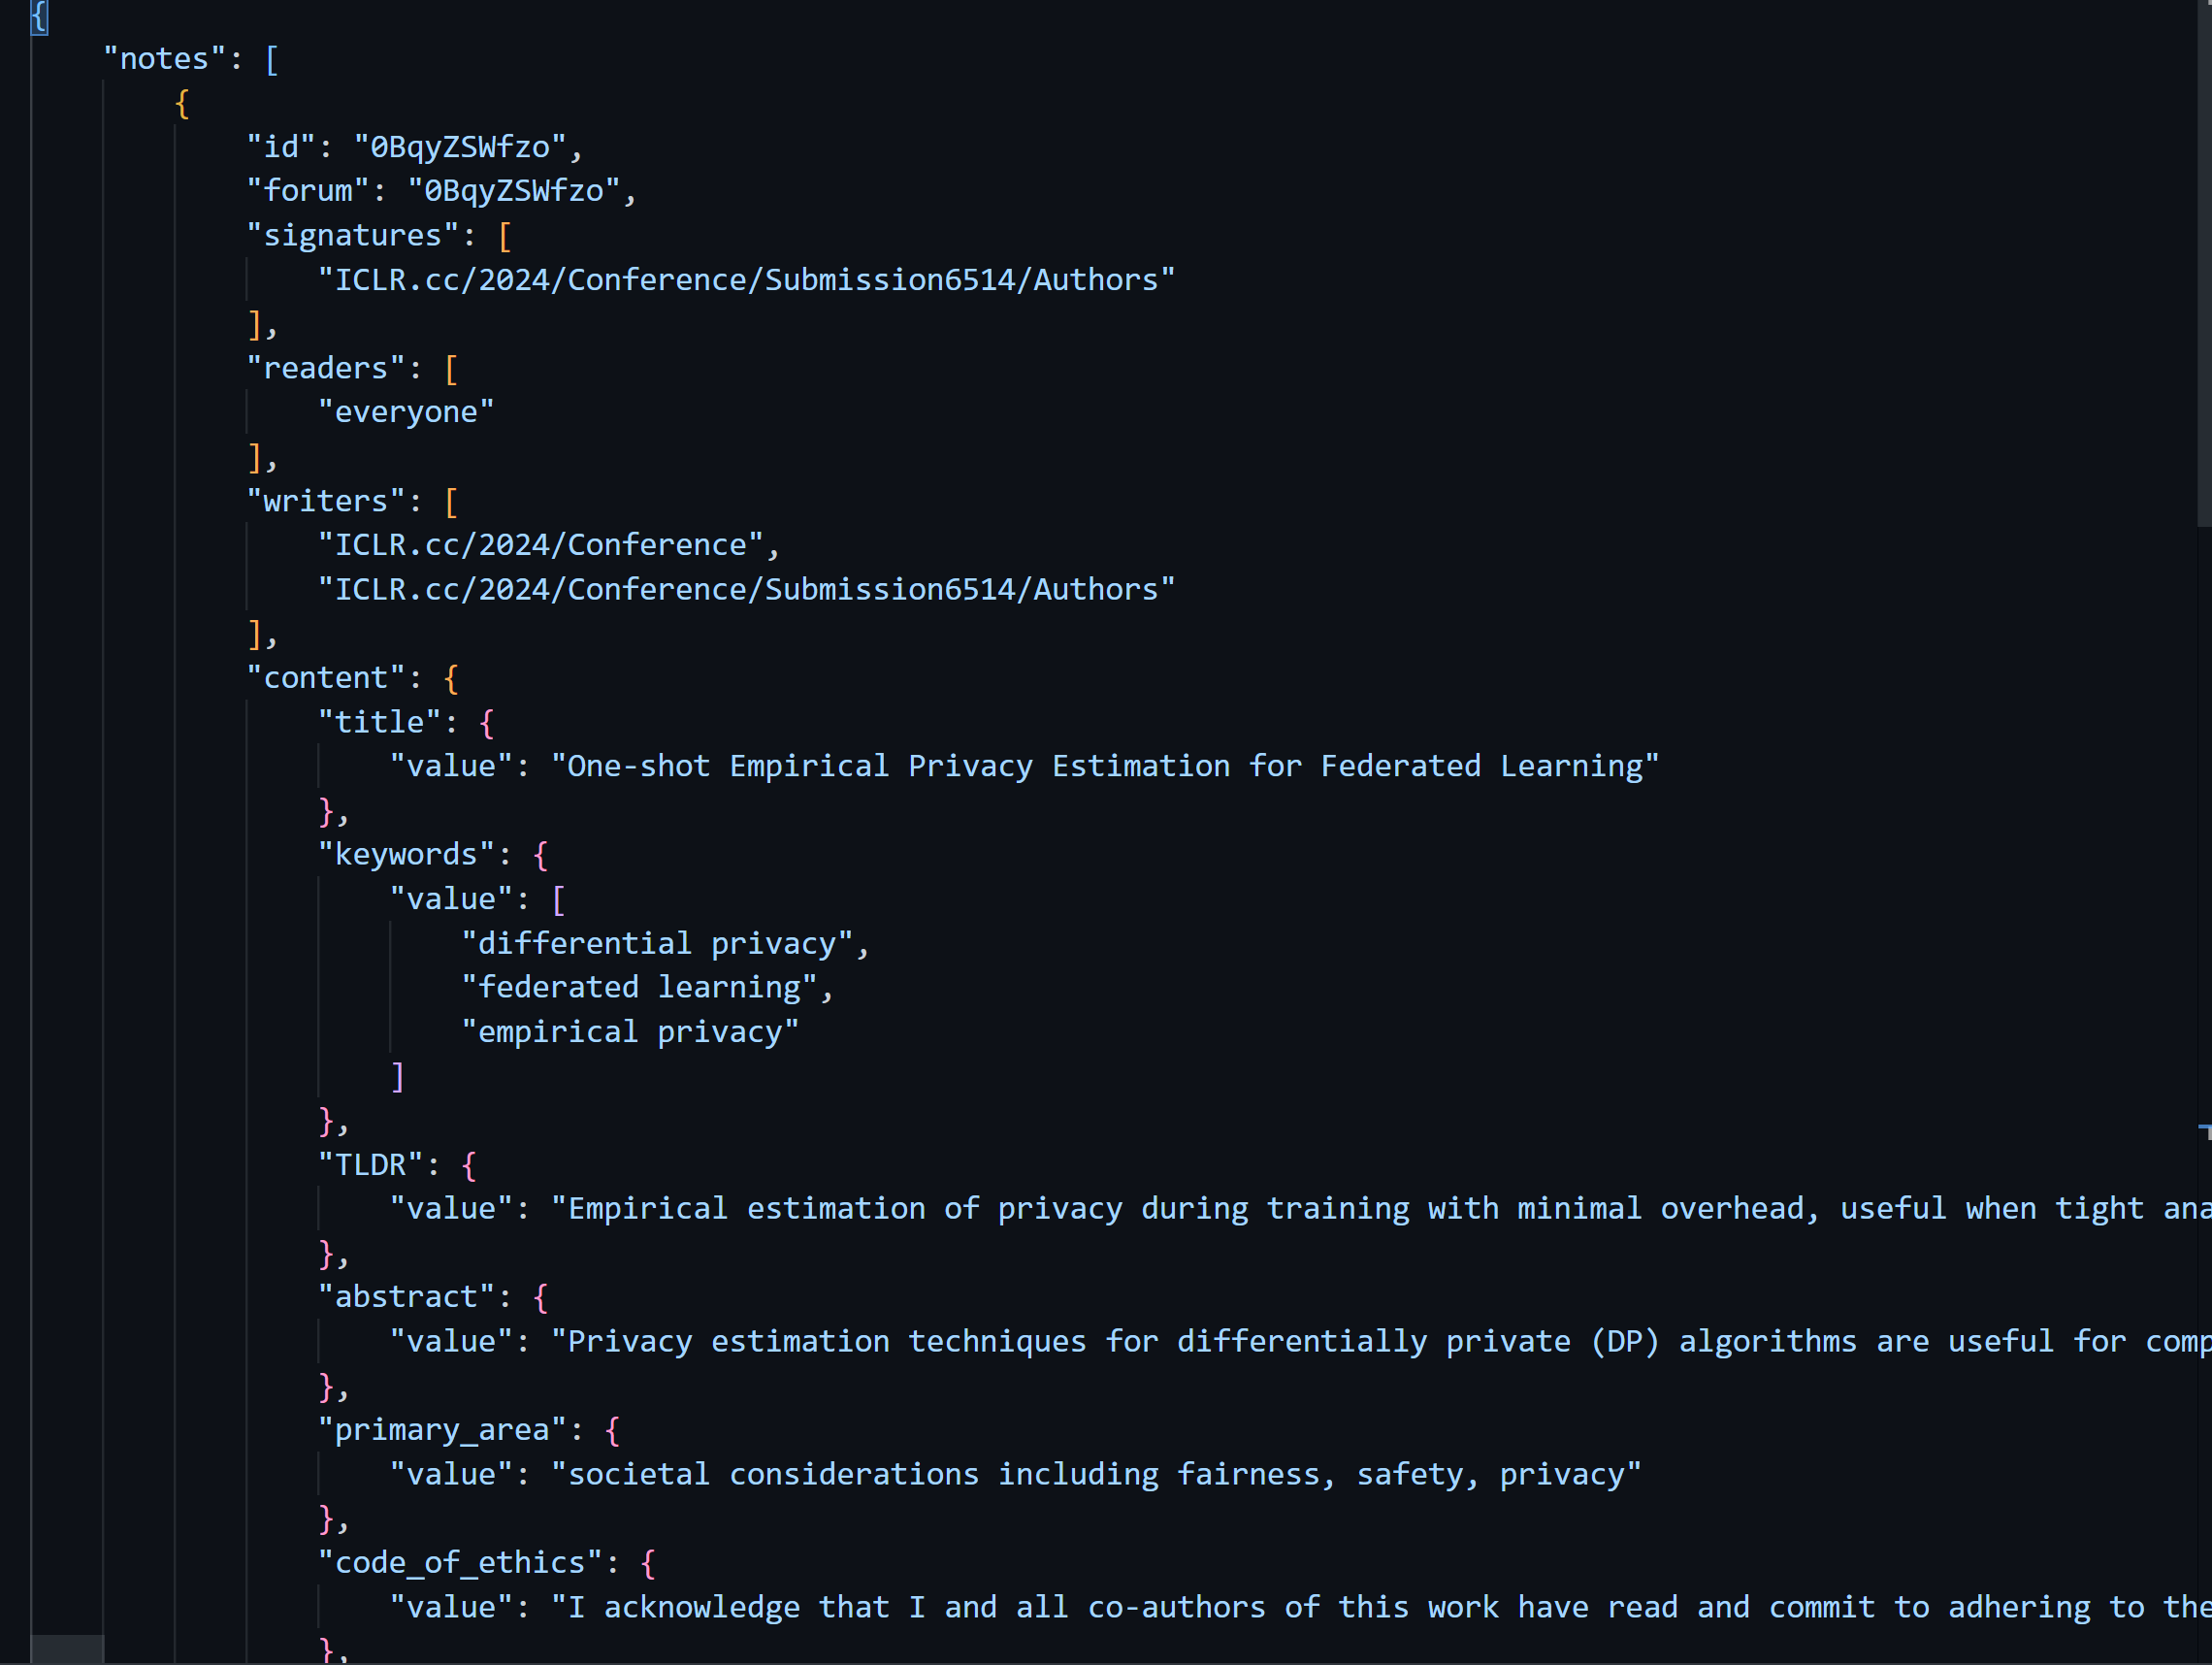 {
    "notes": [
        {
            "id": "0BqyZSWfzo",
            "forum": "0BqyZSWfzo",
            "signatures": [
                "ICLR.cc/2024/Conference/Submission6514/Authors"
            ],
            "readers": [
                "everyone"
            ],
            "writers": [
                "ICLR.cc/2024/Conference",
                "ICLR.cc/2024/Conference/Submission6514/Authors"
            ],
            "content": {
                "title": {
                    "value": "One-shot Empirical Privacy Estimation for Federated Learning"
                },
                "keywords": {
                    "value": [
                        "differential privacy",
                        "federated learning",
                        "empirical privacy"
                    ]
                },
                "TLDR": {
                    "value": "Empirical estimation of privacy during training with minimal overhead, useful when tight
                },
                "abstract": {
                    "value": "Privacy estimation techniques for differentially private (DP) algorithms are useful for
                },
                "primary_area": {
                    "value": "societal considerations including fairness, safety, privacy"
                },
                "code_of_ethics": {
                    "value": "I acknowledge that I and all co-authors of this work have read and commit to adhering to the
                },